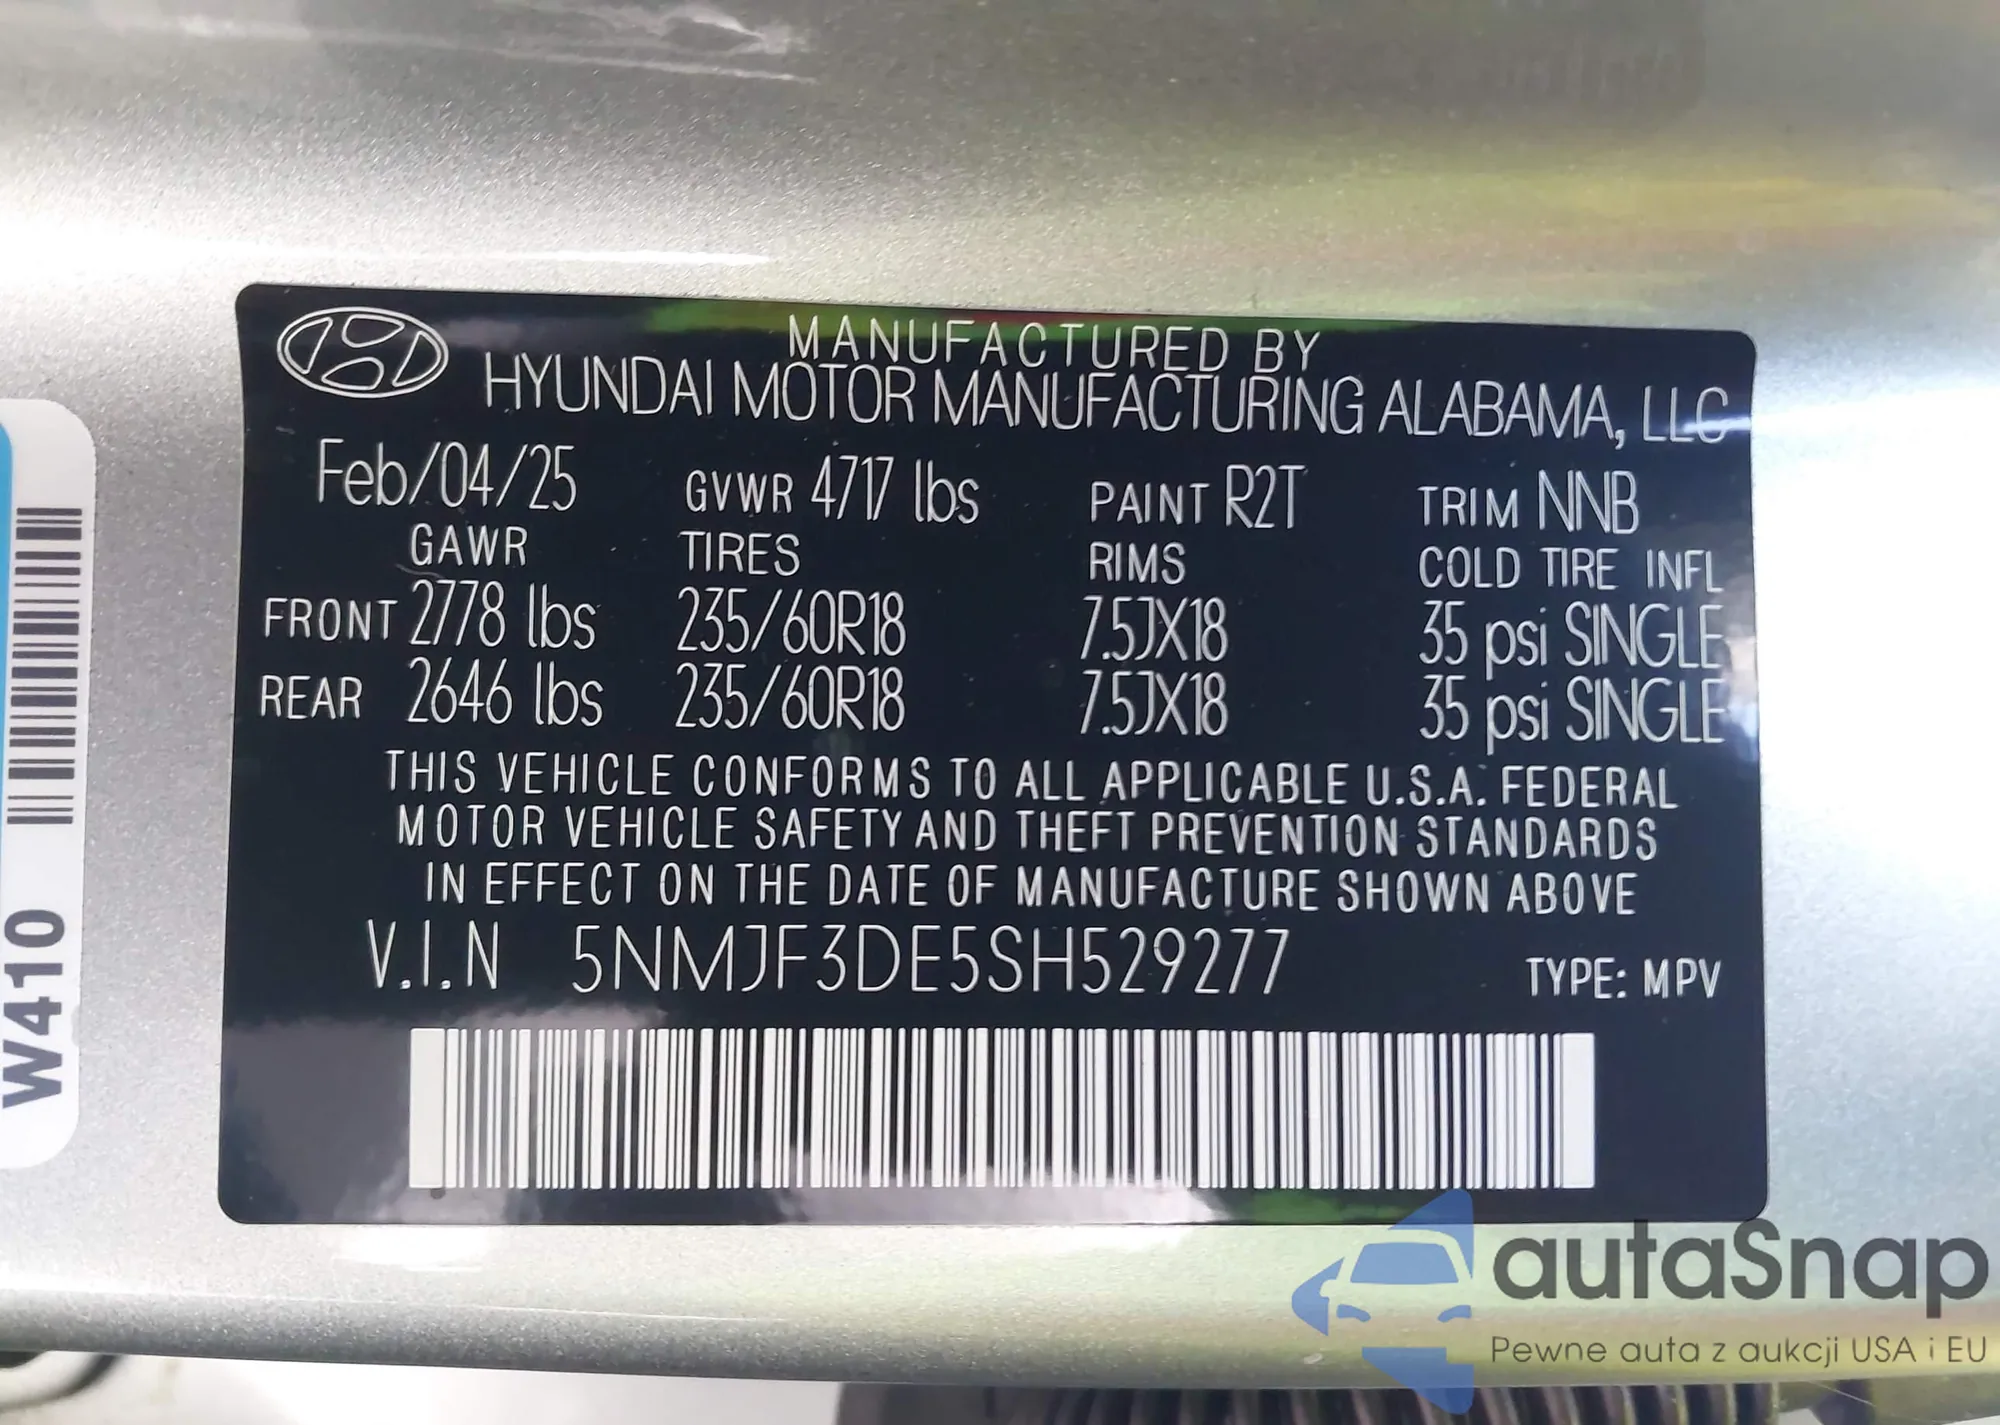 MANUFACTURED BY
HYUNDAI MOTOR MANUFACTURING ALABAMA, LLC
Feb/04/25 GVWR 4717 lbs PAINT R2T TRIM NNB
GAWR TIRES RIMS COLD TIRE INFL
FRONT 2778 lbs 235/60R18 7.5JX18 35 psi SINGLE
REAR 2646 lbs 235/60R18 7.5JX18 35 psi SINGLE
THIS VEHICLE CONFORMS TO ALL APPLICABLE U.S.A. FEDERAL
MOTOR VEHICLE SAFETY AND THEFT PREVENTION STANDARDS
IN EFFECT ON THE DATE OF MANUFACTURE SHOWN ABOVE
V.I.N 5NMJF3DE5SH529277 TYPE: MPV
W410
autaSnap
Pewne auta z aukcji USA i EU